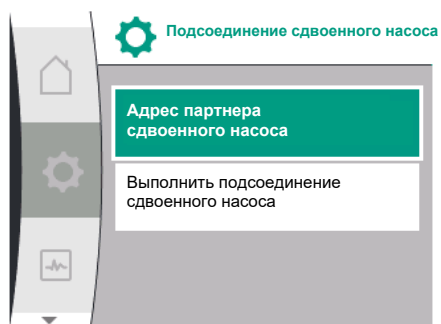 Подсоединение сдвоенного насоса
Адрес партнера
сдвоенного насоса
Выполнить подсоединение
сдвоенного насоса